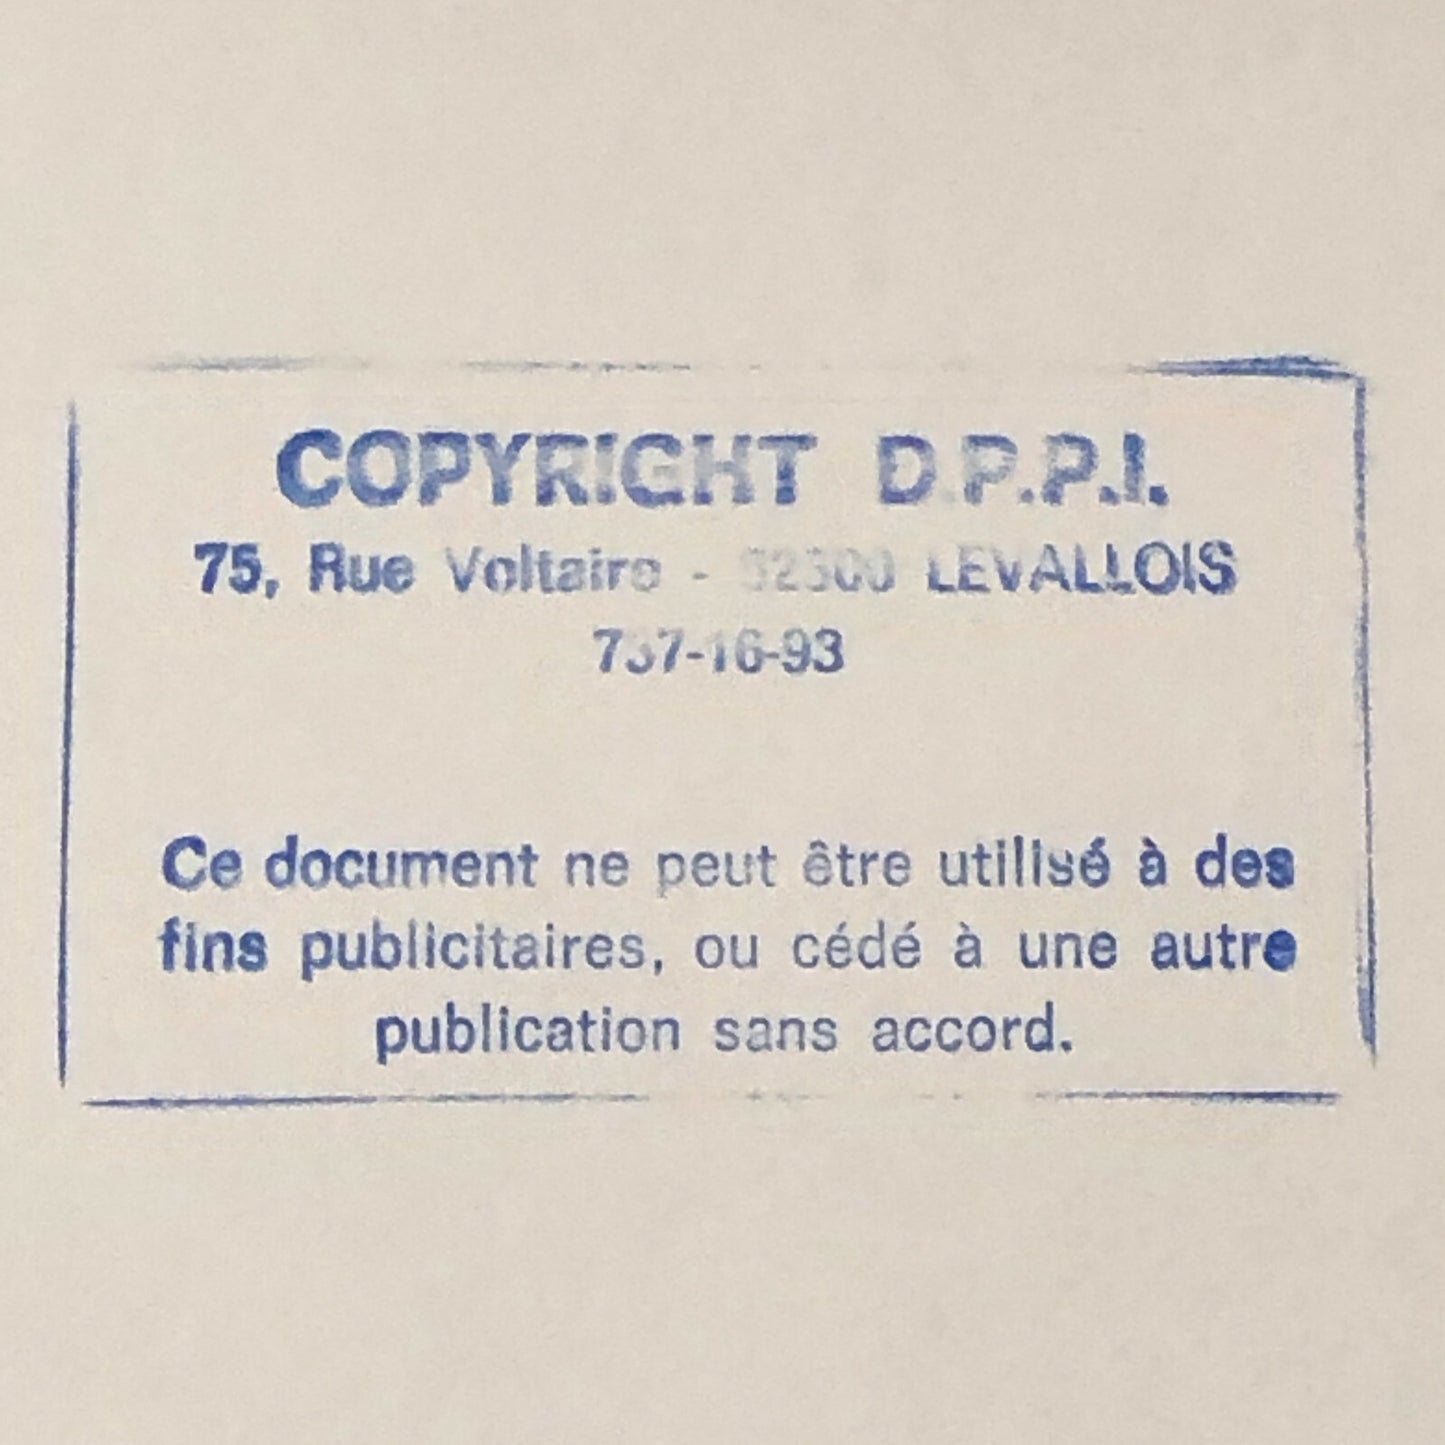 COPYRIGHT D.P.P.I.
75, Rue Voltaire - 92300 LEVALLOIS
737-16-93
Ce document ne peut être utilisé à des
fins publicitaires, ou cédé à une autre
publication sans accord.